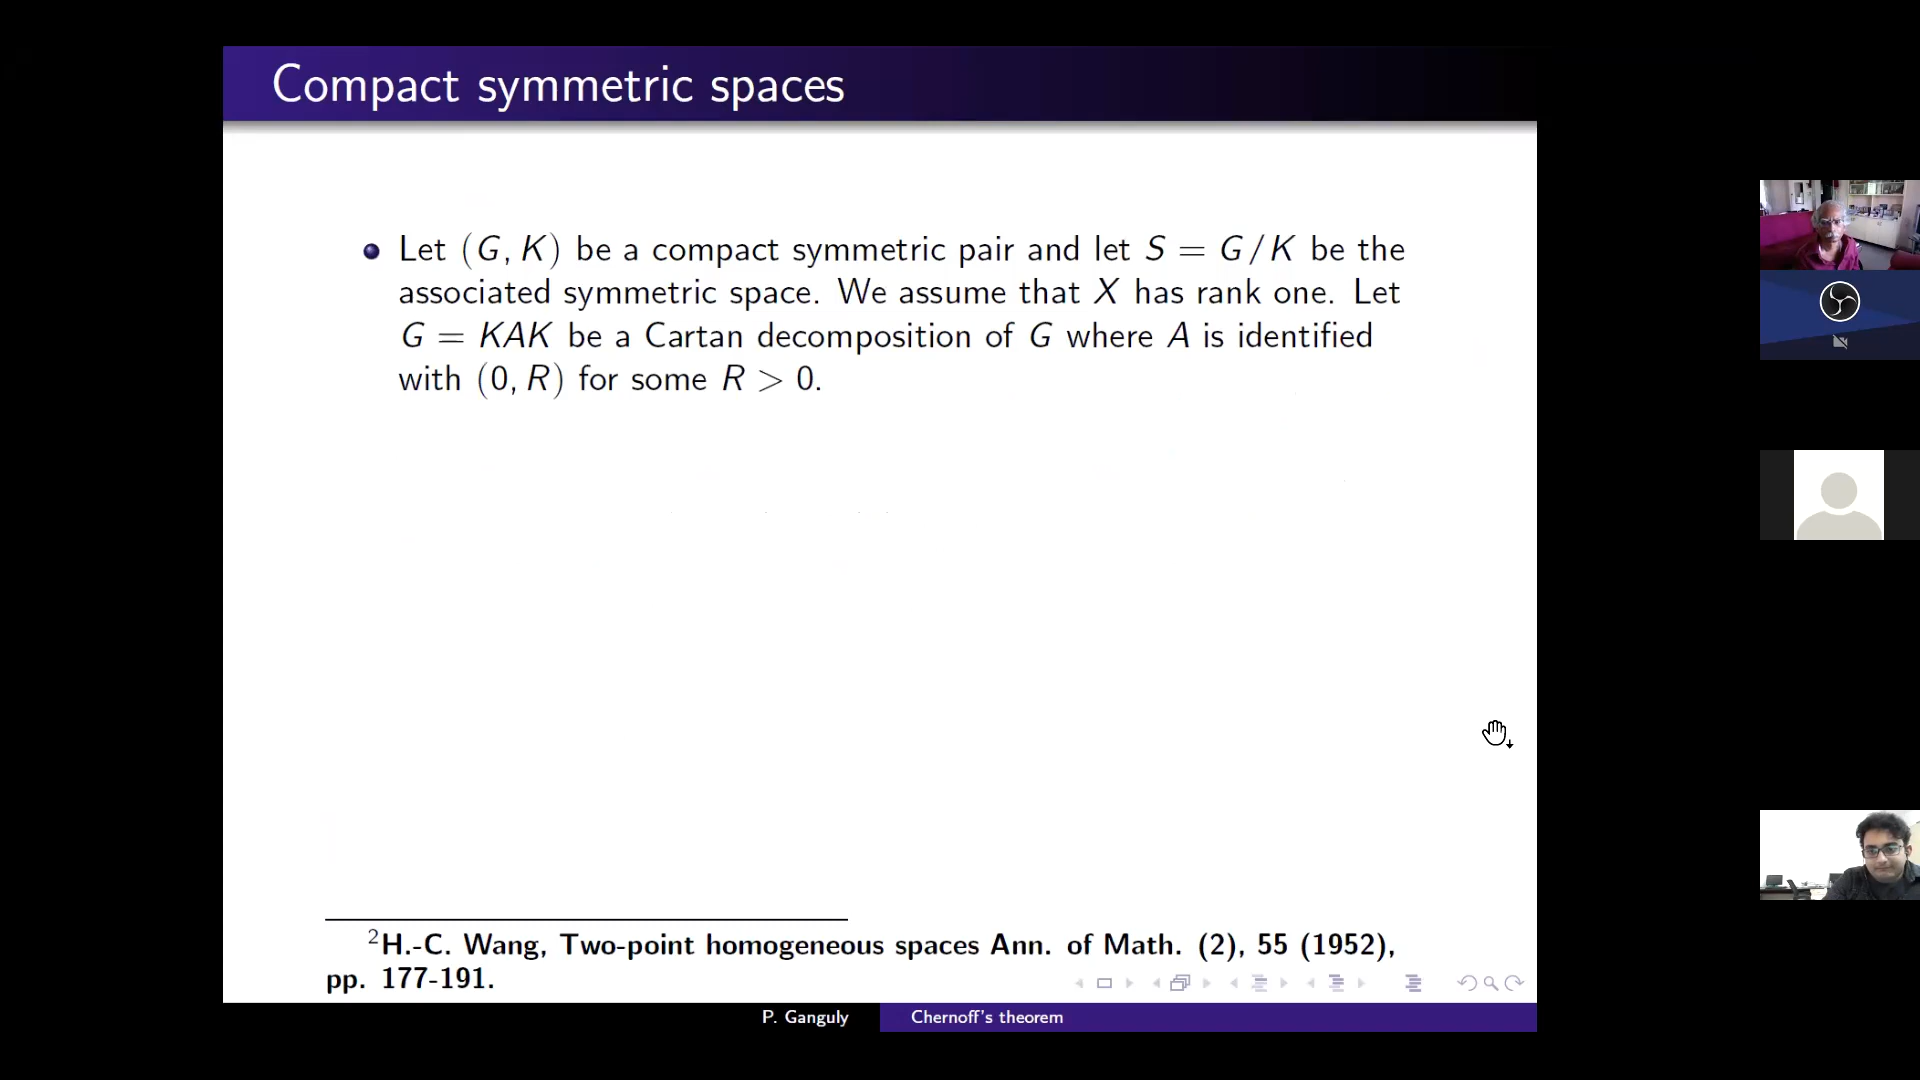 Compact symmetric spaces
Let (G, K) be a compact symmetric pair and let S = G/K be the
associated symmetric space. We assume that X has rank one. Let
G = KAK be a Cartan decomposition of G where A is identified
with (0, R) for some R > 0.
²H.-C. Wang, Two-point homogeneous spaces Ann. of Math. (2), 55 (1952),
pp. 177-191.
P. Ganguly
Chernoff's theorem